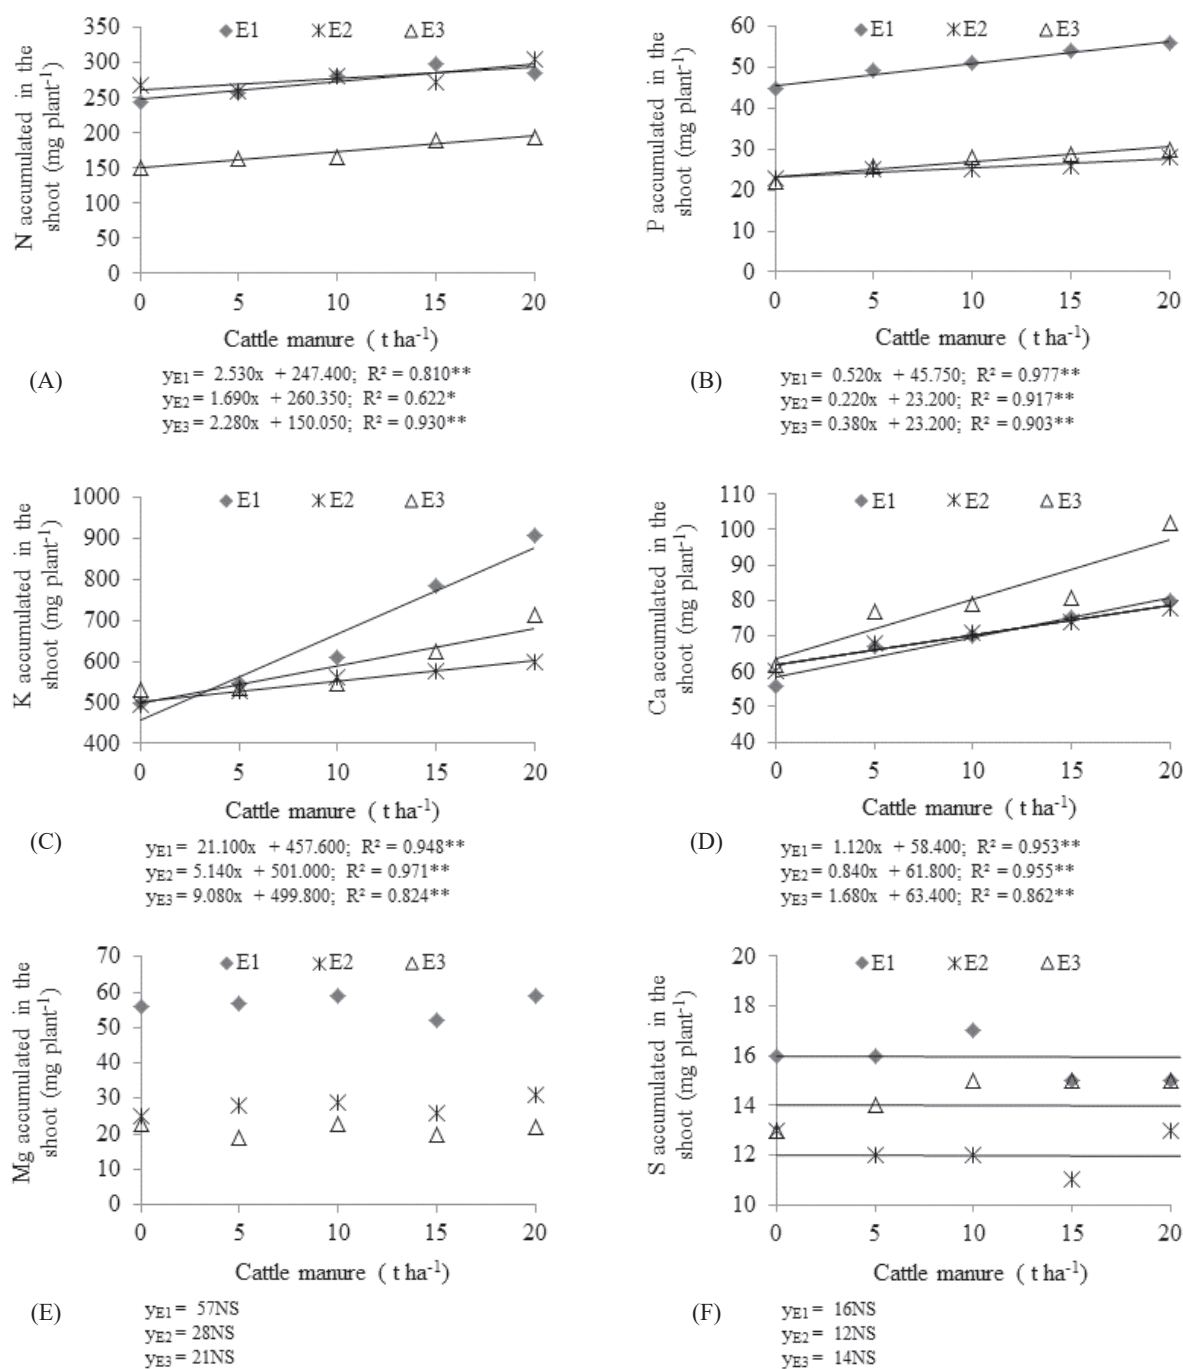 N accumulated in the
shoot (mg plant-1)
350
300
250
200
150
100
50
0
E1 E2 E3
0 5 10 15 20
Cattle manure ( t ha-1)
(A)
yE1 = 2.530x + 247.400; R² = 0.810**
yE2 = 1.690x + 260.350; R² = 0.622*
yE3 = 2.280x + 150.050; R² = 0.930**
P accumulated in the
shoot (mg plant-1)
60
50
40
30
20
10
0
E1 E2 E3
0 5 10 15 20
Cattle manure ( t ha-1)
(B)
yE1 = 0.520x + 45.750; R² = 0.977**
yE2 = 0.220x + 23.200; R² = 0.917**
yE3 = 0.380x + 23.200; R² = 0.903**
K accumulated in the
shoot (mg plant-1)
1000
900
800
700
600
500
400
E1 E2 E3
0 5 10 15 20
Cattle manure ( t ha-1)
(C)
yE1 = 21.100x + 457.600; R² = 0.948**
yE2 = 5.140x + 501.000; R² = 0.971**
yE3 = 9.080x + 499.800; R² = 0.824**
Ca accumulated in the
shoot (mg plant-1)
110
100
90
80
70
60
50
40
E1 E2 E3
0 5 10 15 20
Cattle manure ( t ha-1)
(D)
yE1 = 1.120x + 58.400; R² = 0.953**
yE2 = 0.840x + 61.800; R² = 0.955**
yE3 = 1.680x + 63.400; R² = 0.862**
Mg accumulated in the
shoot (mg plant-1)
70
60
50
40
30
20
10
0
E1 E2 E3
0 5 10 15 20
Cattle manure ( t ha-1)
(E)
yE1 = 57NS
yE2 = 28NS
yE3 = 21NS
S accumulated in the
shoot (mg plant-1)
20
18
16
14
12
10
E1 E2 E3
0 5 10 15 20
Cattle manure ( t ha-1)
(F)
yE1 = 16NS
yE2 = 12NS
yE3 = 14NS